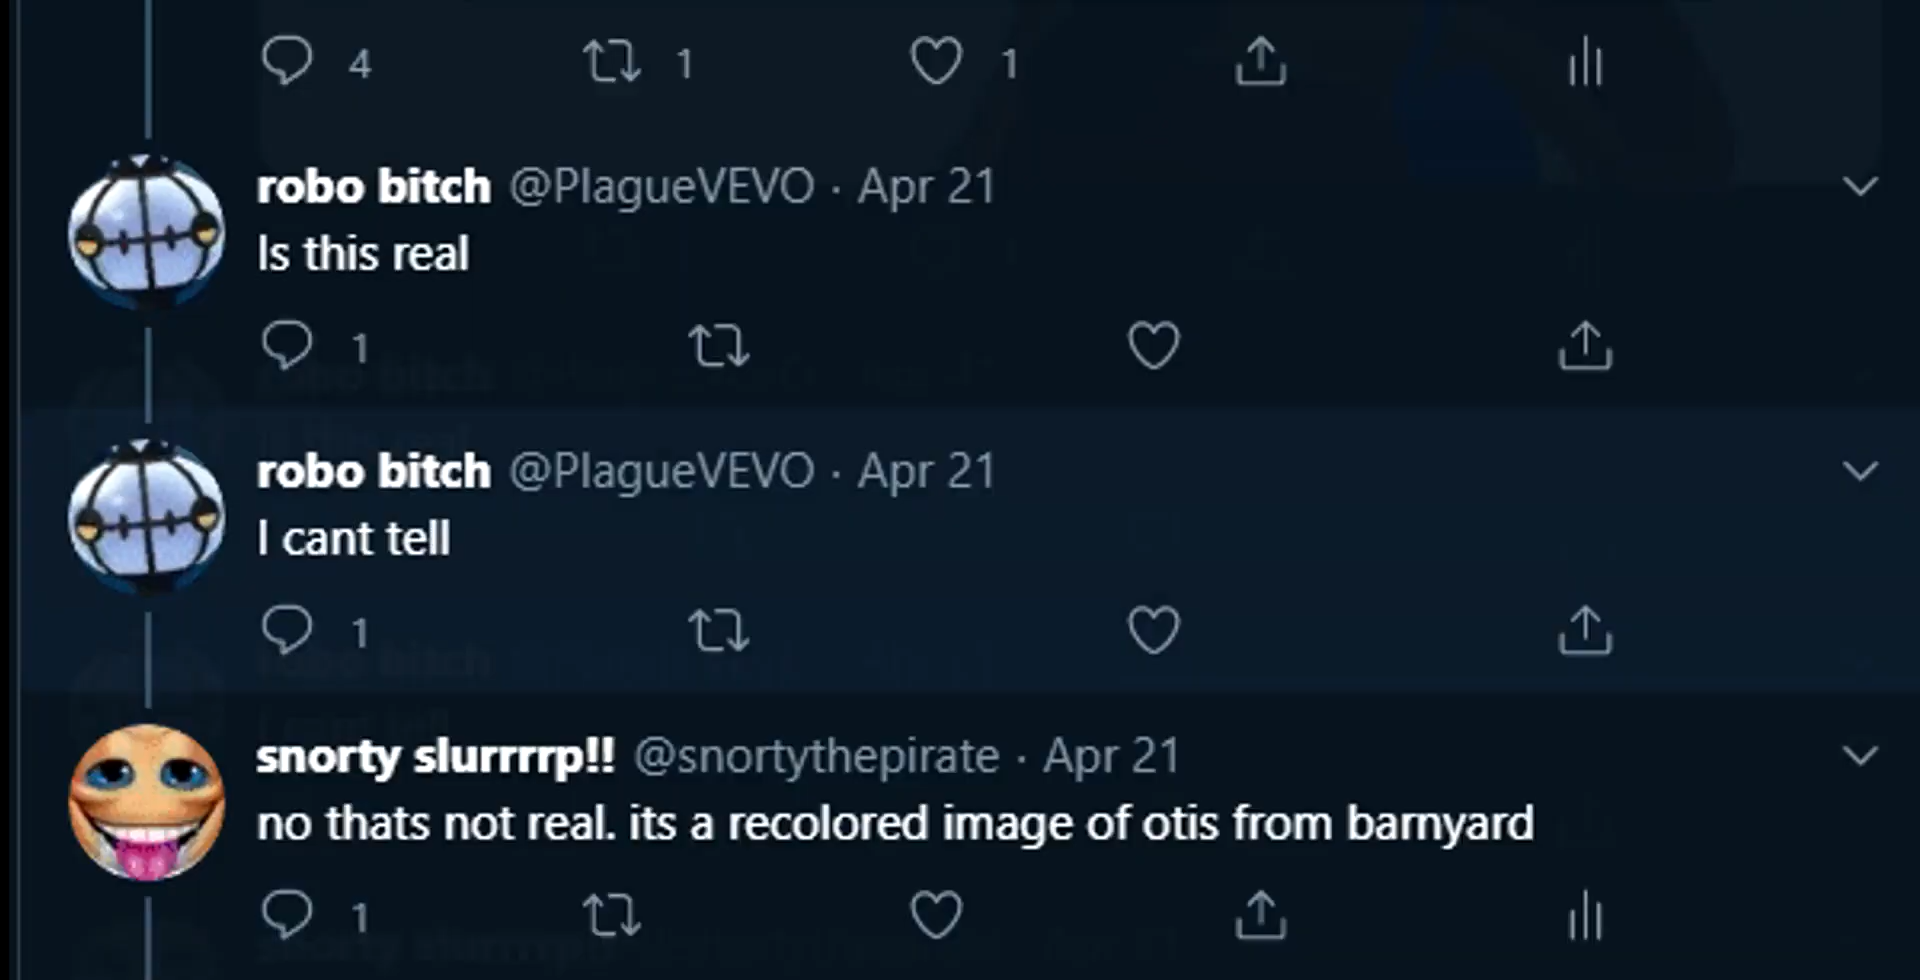 4 1 1
robo bitch @PlagueVEVO · Apr 21
Is this real
1
robo bitch @PlagueVEVO · Apr 21
I cant tell
1
snorty slurrrrp!! @snortythepirate · Apr 21
no thats not real. its a recolored image of otis from barnyard
1